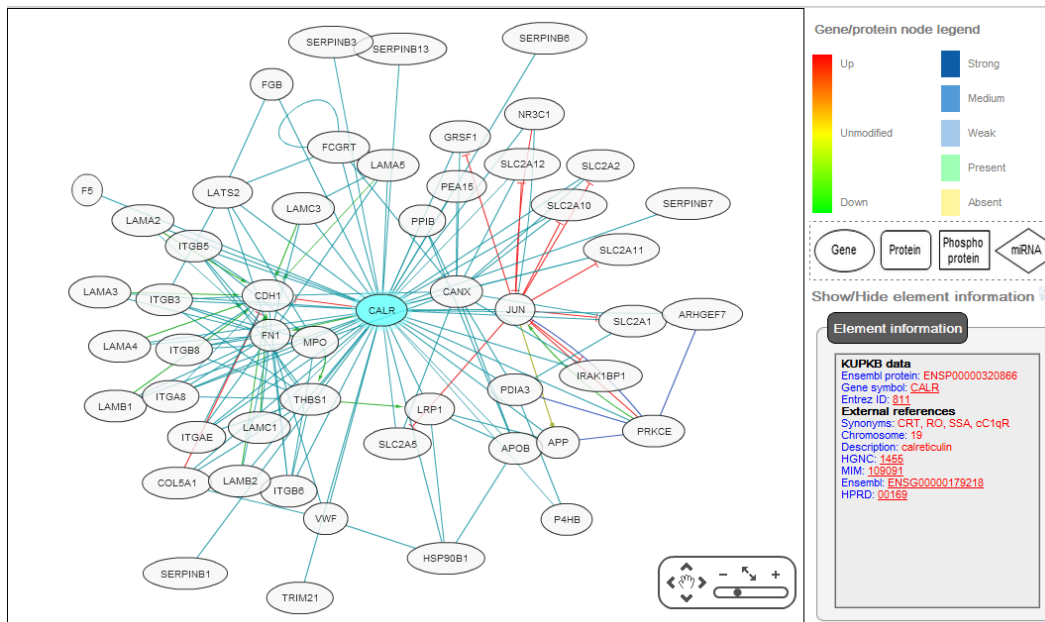 SERPINB3
SERPINB13
SERPINB6
FGB
NR3C1
GRSF1
FCGRT
LAMA5
SLC2A12
SLC2A2
F5
LATS2
PEA15
LAMC3
SLC2A10
SERPINB7
LAMA2
PPIB
ITGB5
SLC2A11
LAMA3
ITGB3
CDH1
CANX
CALR
JUN
SLC2A1
ARHGEF7
LAMA4
ITGB8
FN1
MPO
IRAK1BP1
PDIA3
LAMB1
ITGA8
THBS1
LRP1
LAMC1
PRKCE
ITGAE
SLC2A5
APOB
APP
COL5A1
LAMB2
ITGB6
VWF
P4HB
HSP90B1
SERPINB1
TRIM21
Gene/protein node legend
Up
Strong
Medium
Unmodified
Weak
Present
Down
Absent
Gene
Protein
Phospho
protein
miRNA
Show/Hide element information
Element information
KUPKB data
Ensembl protein: ENSP00000320866
Gene symbol: CALR
Entrez ID: 811
External references
Synonyms: CRT, RO, SSA, cC1qR
Chromosome: 19
Description: calreticulin
HGNC: 1455
MIM: 109091
Ensembl: ENSG00000179218
HPRD: 00169